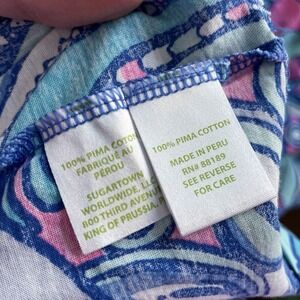 100% PIMA COTTON
FABRIQUÉ AU
PEROU
SUGARTOWN
WORLDWIDE, LLC
800 THIRD AVENUE
KING OF PRUSSIA, P
100% PIMA COTTON
MADE IN PERU
RN# 88189
SEE REVERSE
FOR CARE